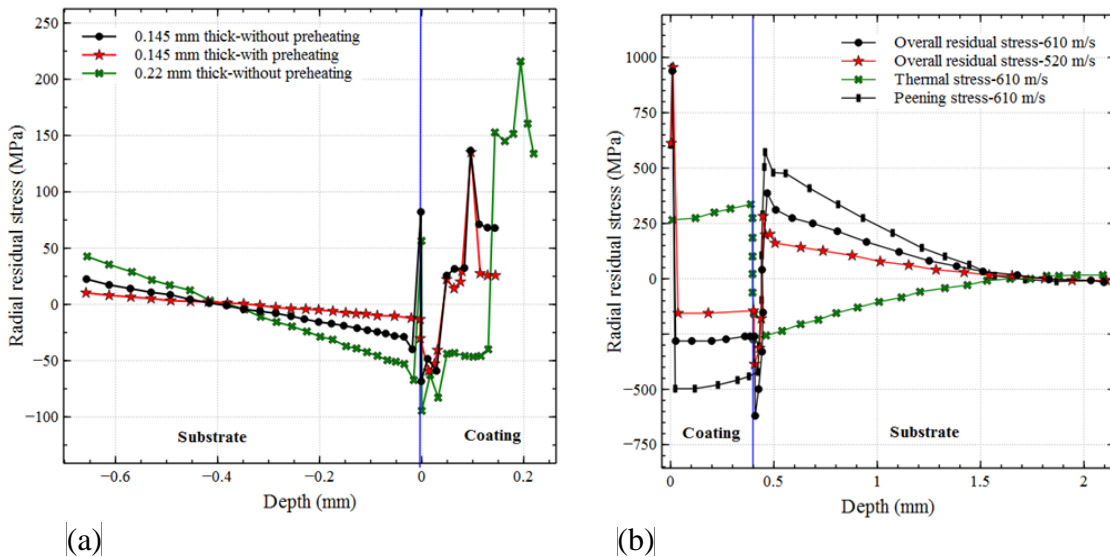 (a)
0.145 mm thick-without preheating
0.145 mm thick-with preheating
0.22 mm thick-without preheating
250
200
150
100
50
0
−50
−100
Radial residual stress (MPa)
Substrate
Coating
−0.6
−0.4
−0.2
0
0.2
Depth (mm)
(a)
(b)
Overall residual stress-610 m/s
Overall residual stress-520 m/s
Thermal stress-610 m/s
Peening stress-610 m/s
1000
750
500
250
0
−500
−750
Radial residual stress (MPa)
Coating
Substrate
0
0.5
1
1.5
2
Depth (mm)
(b)